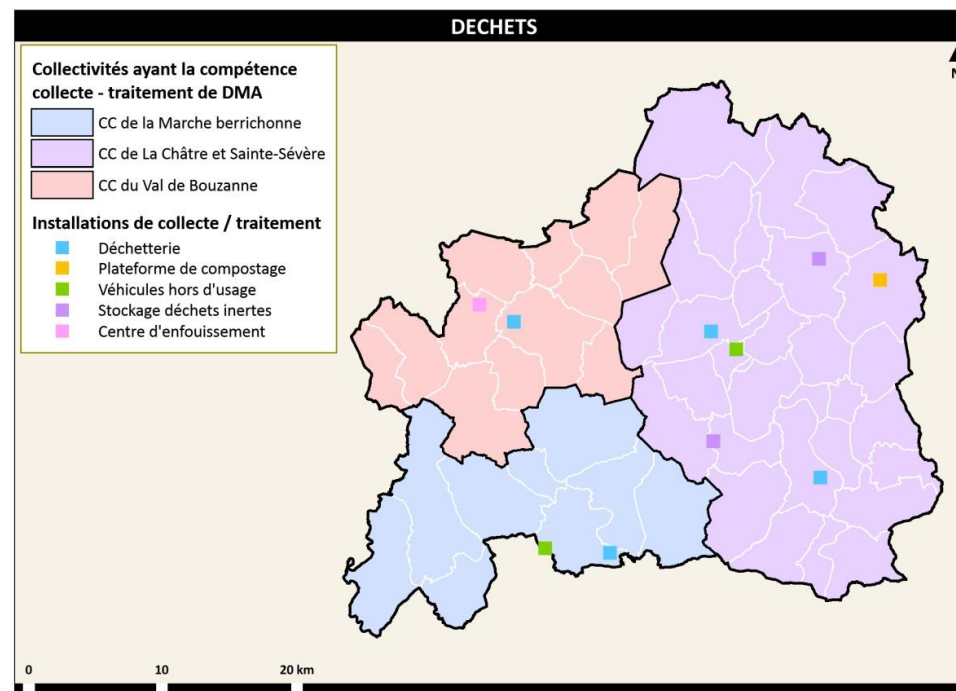 DECHETS
N
Collectivités ayant la compétence
collecte - traitement de DMA
CC de la Marche berrichonne
CC de La Châtre et Sainte-Sévère
CC du Val de Bouzanne
Installations de collecte / traitement
Déchetterie
Plateforme de compostage
Véhicules hors d'usage
Stockage déchets inertes
Centre d'enfouissement
0 10 20 km